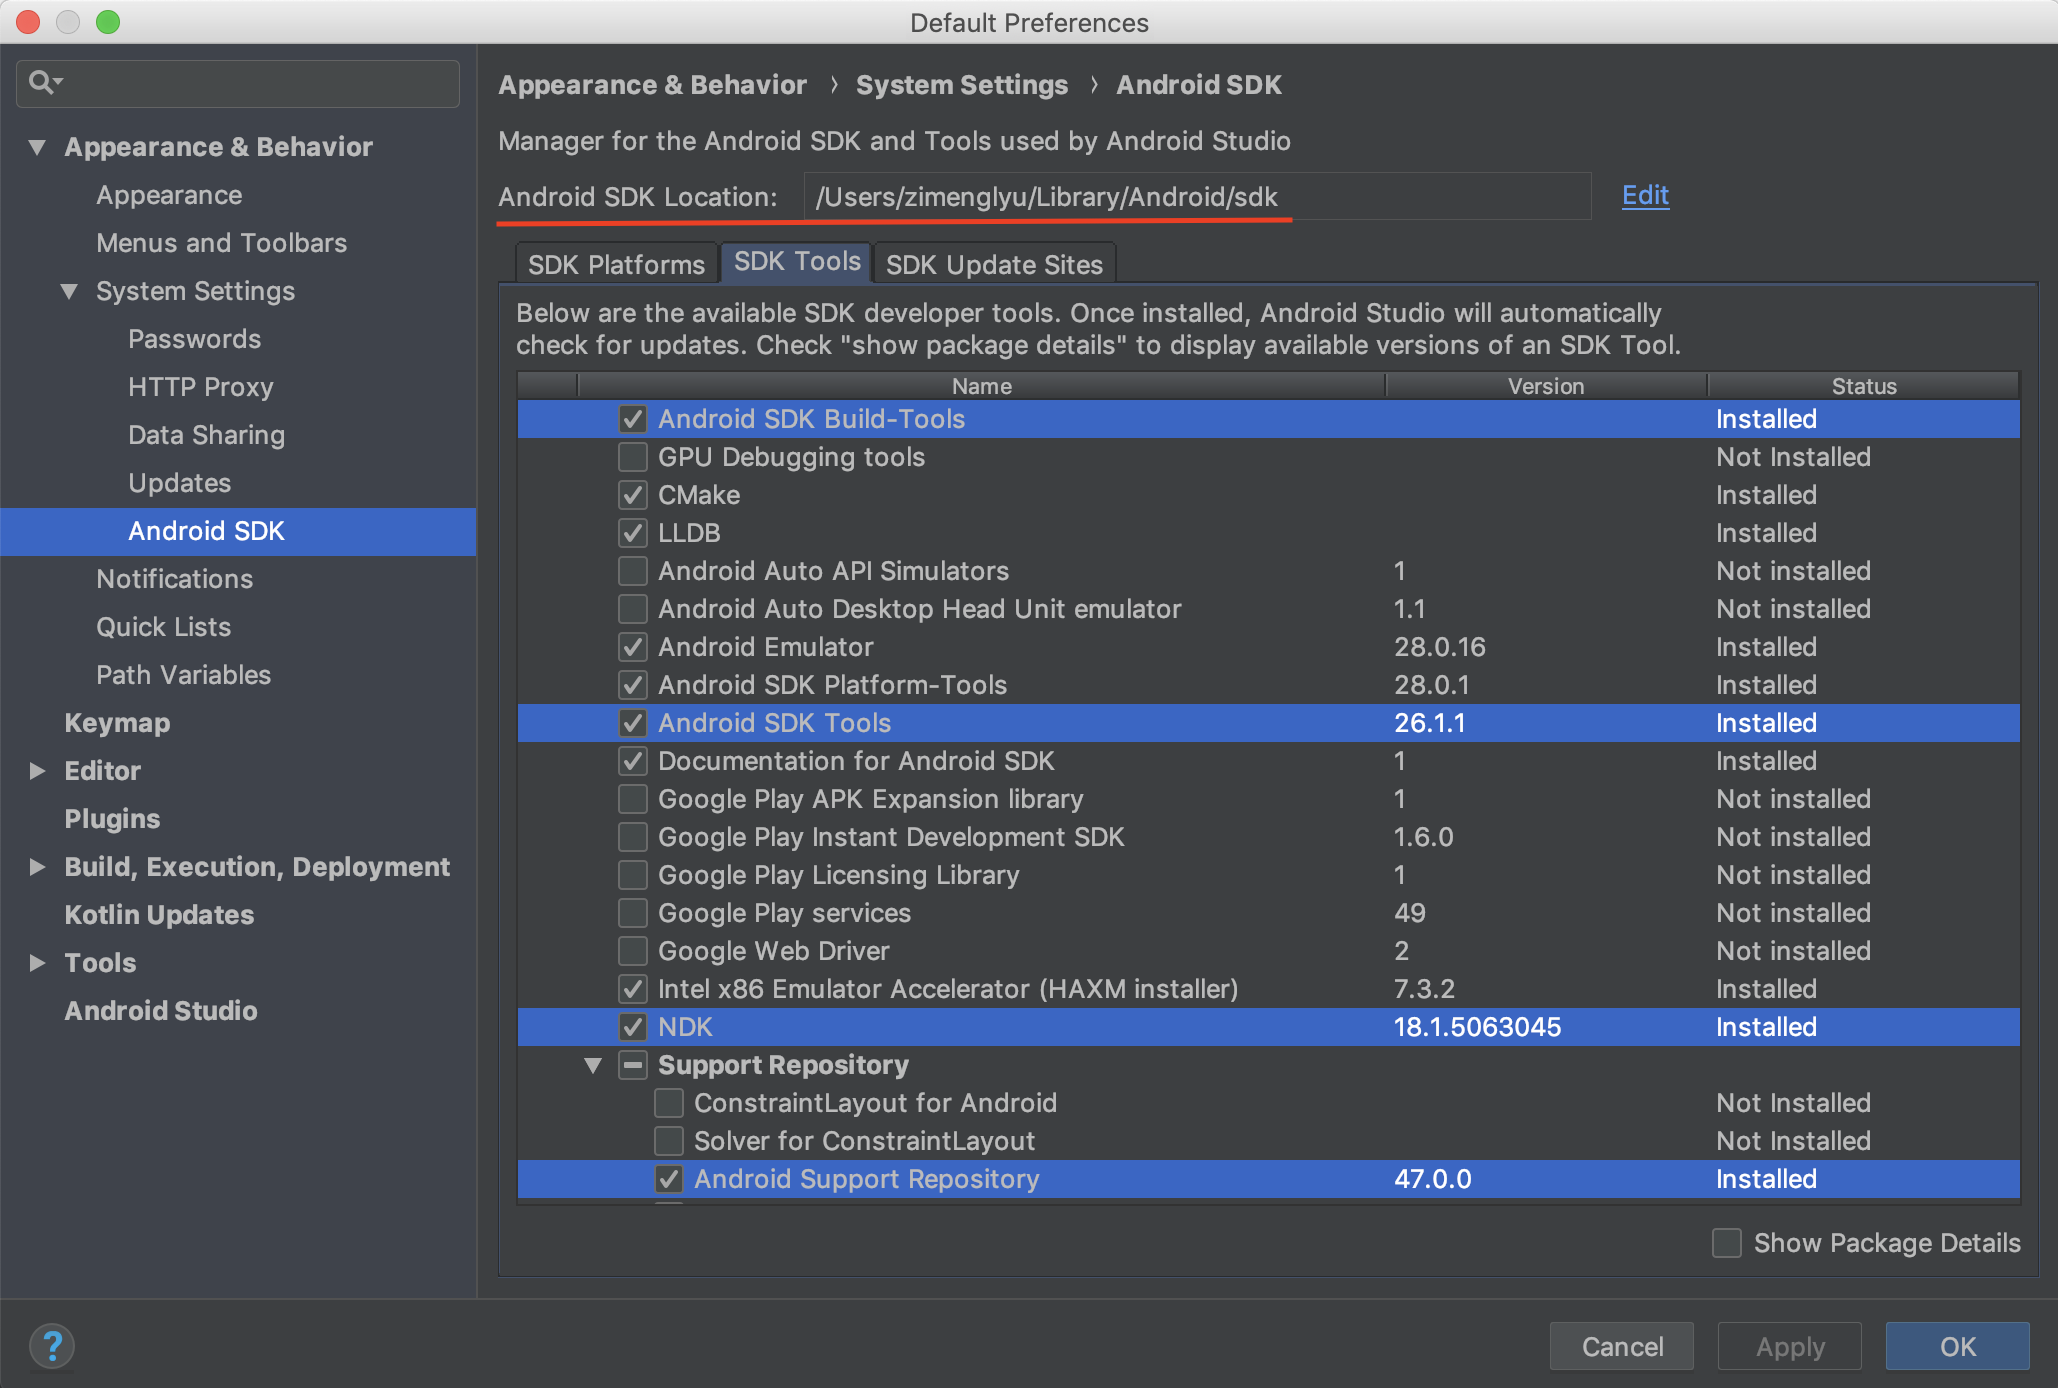 Default Preferences
Appearance & Behavior
Appearance
Menus and Toolbars
System Settings
Passwords
HTTP Proxy
Data Sharing
Updates
Android SDK
Notifications
Quick Lists
Path Variables
Keymap
Editor
Plugins
Build, Execution, Deployment
Kotlin Updates
Tools
Android Studio
Appearance & Behavior › System Settings › Android SDK
Manager for the Android SDK and Tools used by Android Studio
Android SDK Location: /Users/zimenglyu/Library/Android/sdk Edit
SDK Platforms SDK Tools SDK Update Sites
Below are the available SDK developer tools. Once installed, Android Studio will automatically
check for updates. Check "show package details" to display available versions of an SDK Tool.
Name Version Status
Android SDK Build-Tools Installed
GPU Debugging tools Not Installed
CMake Installed
LLDB Installed
Android Auto API Simulators 1 Not installed
Android Auto Desktop Head Unit emulator 1.1 Not installed
Android Emulator 28.0.16 Installed
Android SDK Platform-Tools 28.0.1 Installed
Android SDK Tools 26.1.1 Installed
Documentation for Android SDK 1 Installed
Google Play APK Expansion library 1 Not installed
Google Play Instant Development SDK 1.6.0 Not installed
Google Play Licensing Library 1 Not installed
Google Play services 49 Not installed
Google Web Driver 2 Not installed
Intel x86 Emulator Accelerator (HAXM installer) 7.3.2 Installed
NDK 18.1.5063045 Installed
Support Repository
ConstraintLayout for Android Not Installed
Solver for ConstraintLayout Not Installed
Android Support Repository 47.0.0 Installed
Show Package Details
? Cancel Apply OK